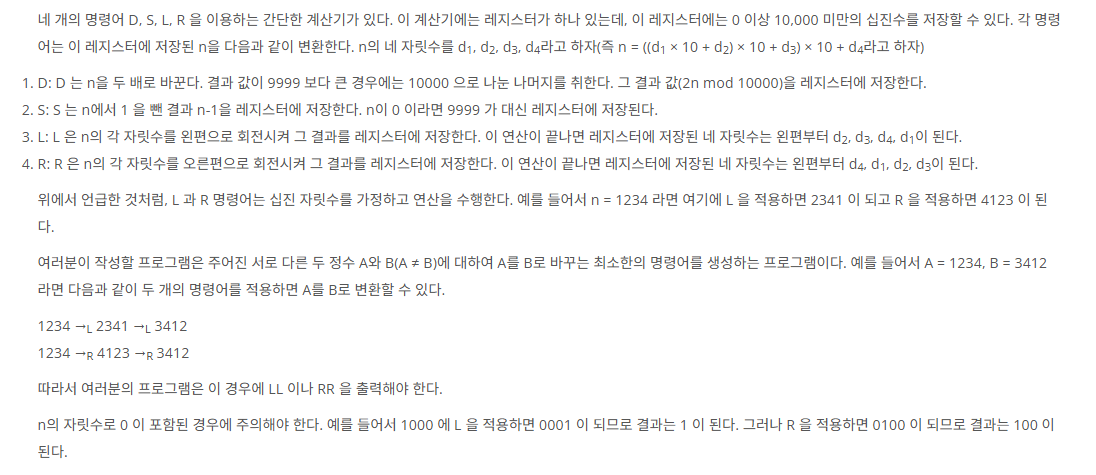 네 개의 명령어 D, S, L, R 을 이용하는 간단한 계산기가 있다. 이 계산기에는 레지스터가 하나 있는데, 이 레지스터에는 0 이상 10,000 미만의 십진수를 저장할 수 있다. 각 명령
어는 이 레지스터에 저장된 n을 다음과 같이 변환한다. n의 네 자릿수를 d₁, d₂, d₃, d₄라고 하자(즉 n = ((d₁ × 10 + d₂) × 10 + d₃) × 10 + d₄라고 하자)
1. D: D 는 n을 두 배로 바꾼다. 결과 값이 9999 보다 큰 경우에는 10000 으로 나눈 나머지를 취한다. 그 결과 값(2n mod 10000)을 레지스터에 저장한다.
2. S: S 는 n에서 1 을 뺀 결과 n-1을 레지스터에 저장한다. n이 0 이라면 9999 가 대신 레지스터에 저장된다.
3. L: L 은 n의 각 자릿수를 왼편으로 회전시켜 그 결과를 레지스터에 저장한다. 이 연산이 끝나면 레지스터에 저장된 네 자릿수는 왼편부터 d₂, d₃, d₄, d₁이 된다.
4. R: R 은 n의 각 자릿수를 오른편으로 회전시켜 그 결과를 레지스터에 저장한다. 이 연산이 끝나면 레지스터에 저장된 네 자릿수는 왼편부터 d₄, d₁, d₂, d₃이 된다.
위에서 언급한 것처럼, L 과 R 명령어는 십진 자릿수를 가정하고 연산을 수행한다. 예를 들어서 n = 1234 라면 여기에 L 을 적용하면 2341 이 되고 R 을 적용하면 4123 이 된
다.
여러분이 작성할 프로그램은 주어진 서로 다른 두 정수 A와 B(A ≠ B)에 대하여 A를 B로 바꾸는 최소한의 명령어를 생성하는 프로그램이다. 예를 들어서 A = 1234, B = 3412
라면 다음과 같이 두 개의 명령어를 적용하면 A를 B로 변환할 수 있다.
1234 →L 2341 →L 3412
1234 →R 4123 →R 3412
따라서 여러분의 프로그램은 이 경우에 LL 이나 RR 을 출력해야 한다.
n의 자릿수로 0 이 포함된 경우에 주의해야 한다. 예를 들어서 1000 에 L 을 적용하면 0001 이 되므로 결과는 1 이 된다. 그러나 R 을 적용하면 0100 이 되므로 결과는 100 이
된다.